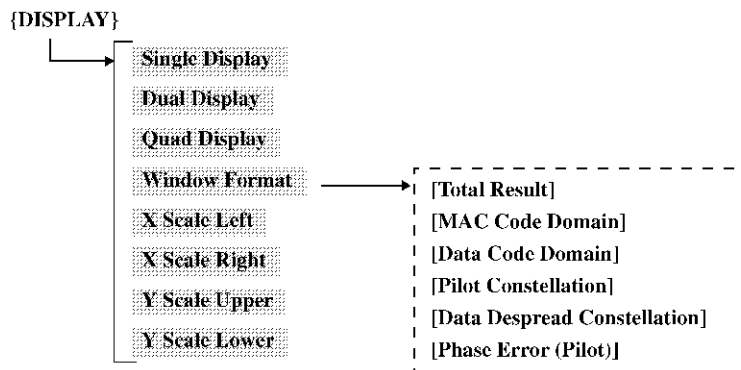 {DISPLAY}
Single Display
Dual Display
Quad Display
Window Format
X Scale Left
X Scale Right
Y Scale Upper
Y Scale Lower
[Total Result]
[MAC Code Domain]
[Data Code Domain]
[Pilot Constellation]
[Data Despread Constellation]
[Phase Error (Pilot)]